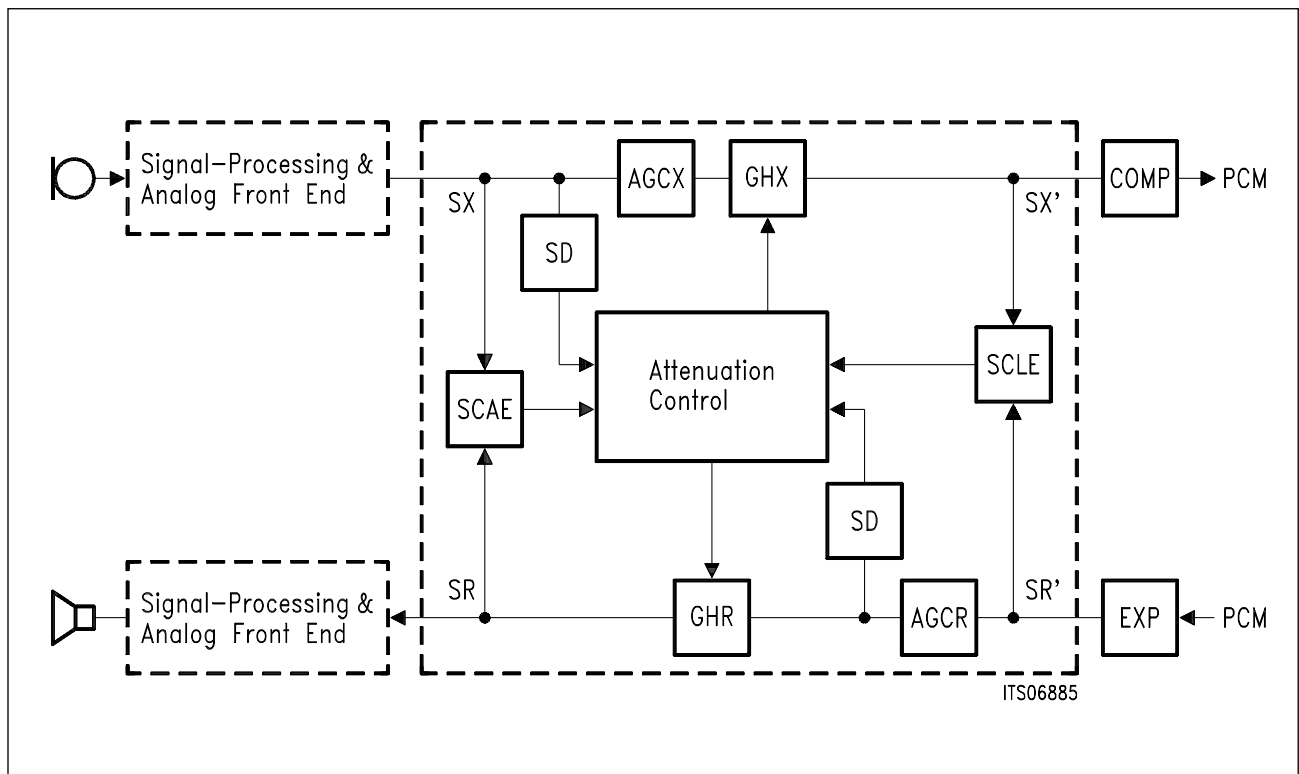 Signal-Processing &
Analog Front End
SX
AGCX
GHX
SX'
COMP
PCM
SD
Attenuation
Control
SCLE
SCAE
SD
Signal-Processing &
Analog Front End
SR
GHR
AGCR
SR'
EXP
PCM
ITS06885